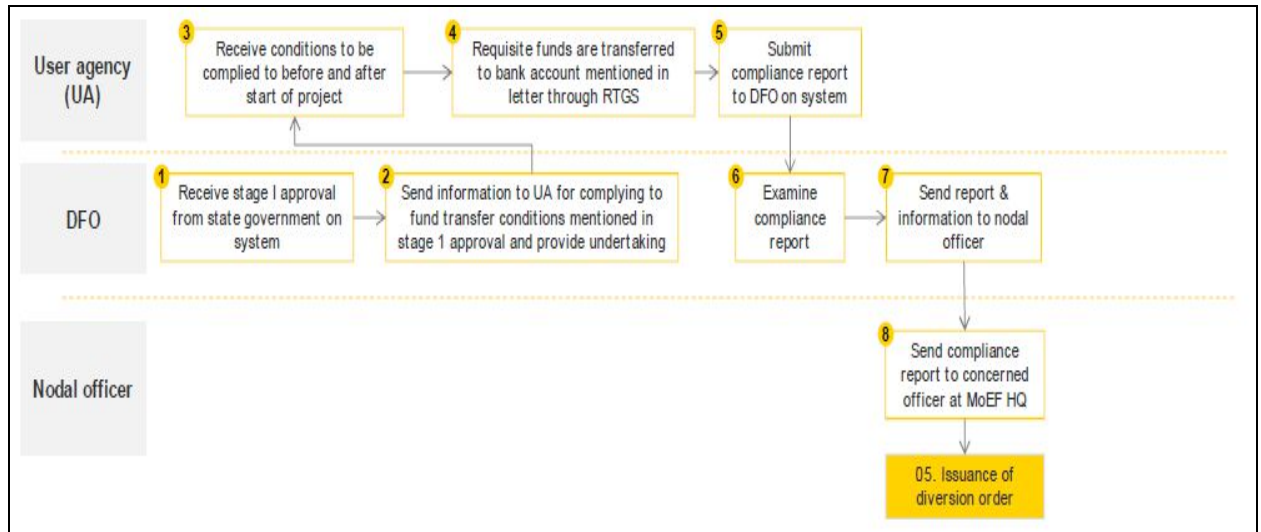 User agency
(UA)
3
Receive conditions to be
complied to before and after
start of project
4
Requisite funds are transferred
to bank account mentioned in
letter through RTGS
5
Submit
compliance report
to DFO on system
DFO
1
Receive stage I approval
from state government on
system
2
Send information to UA for complying to
fund transfer conditions mentioned in
stage 1 approval and provide undertaking
6
Examine
compliance
report
7
Send report &
information to nodal
officer
Nodal officer
8
Send compliance
report to concerned
officer at MoEF HQ
05. Issuance of
diversion order